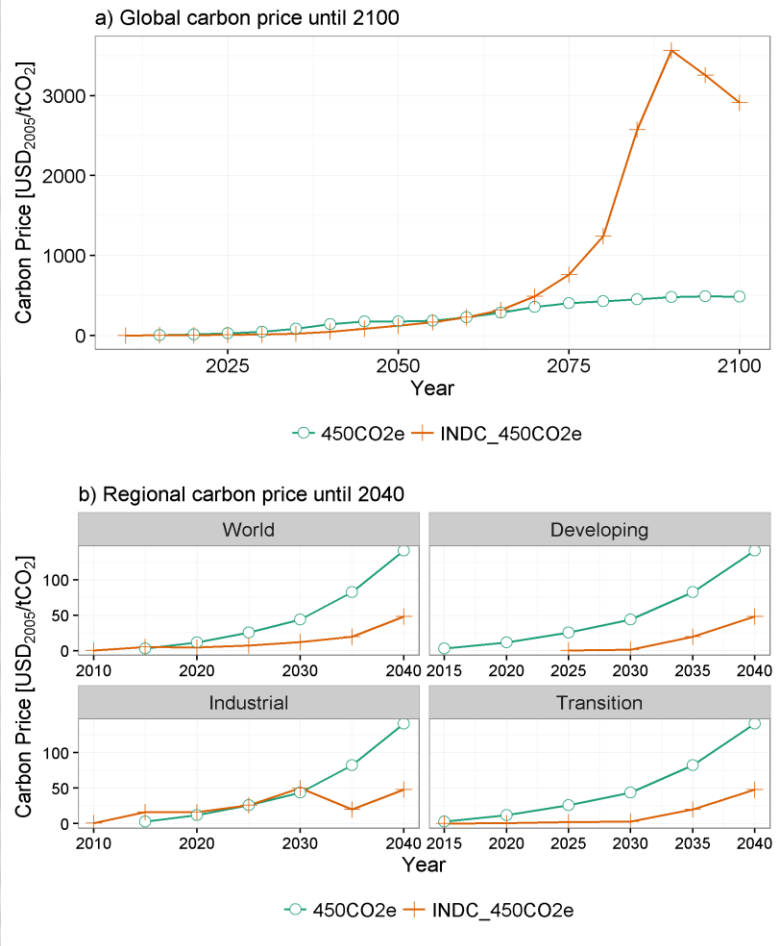 a) Global carbon price until 2100
Carbon Price [USD₂₀₀₅/tCO₂]
3000
2000
1000
0
2025 2050 2075 2100
Year
450CO2e INDC_450CO2e
b) Regional carbon price until 2040
Carbon Price [USD₂₀₀₅/tCO₂]
World Developing
100
50
0
2010 2020 2030 2040 2015 2020 2025 2030 2035 2040
Industrial Transition
100
50
0
2010 2020 2030 2040 2015 2020 2025 2030 2035 2040
Year
450CO2e INDC_450CO2e